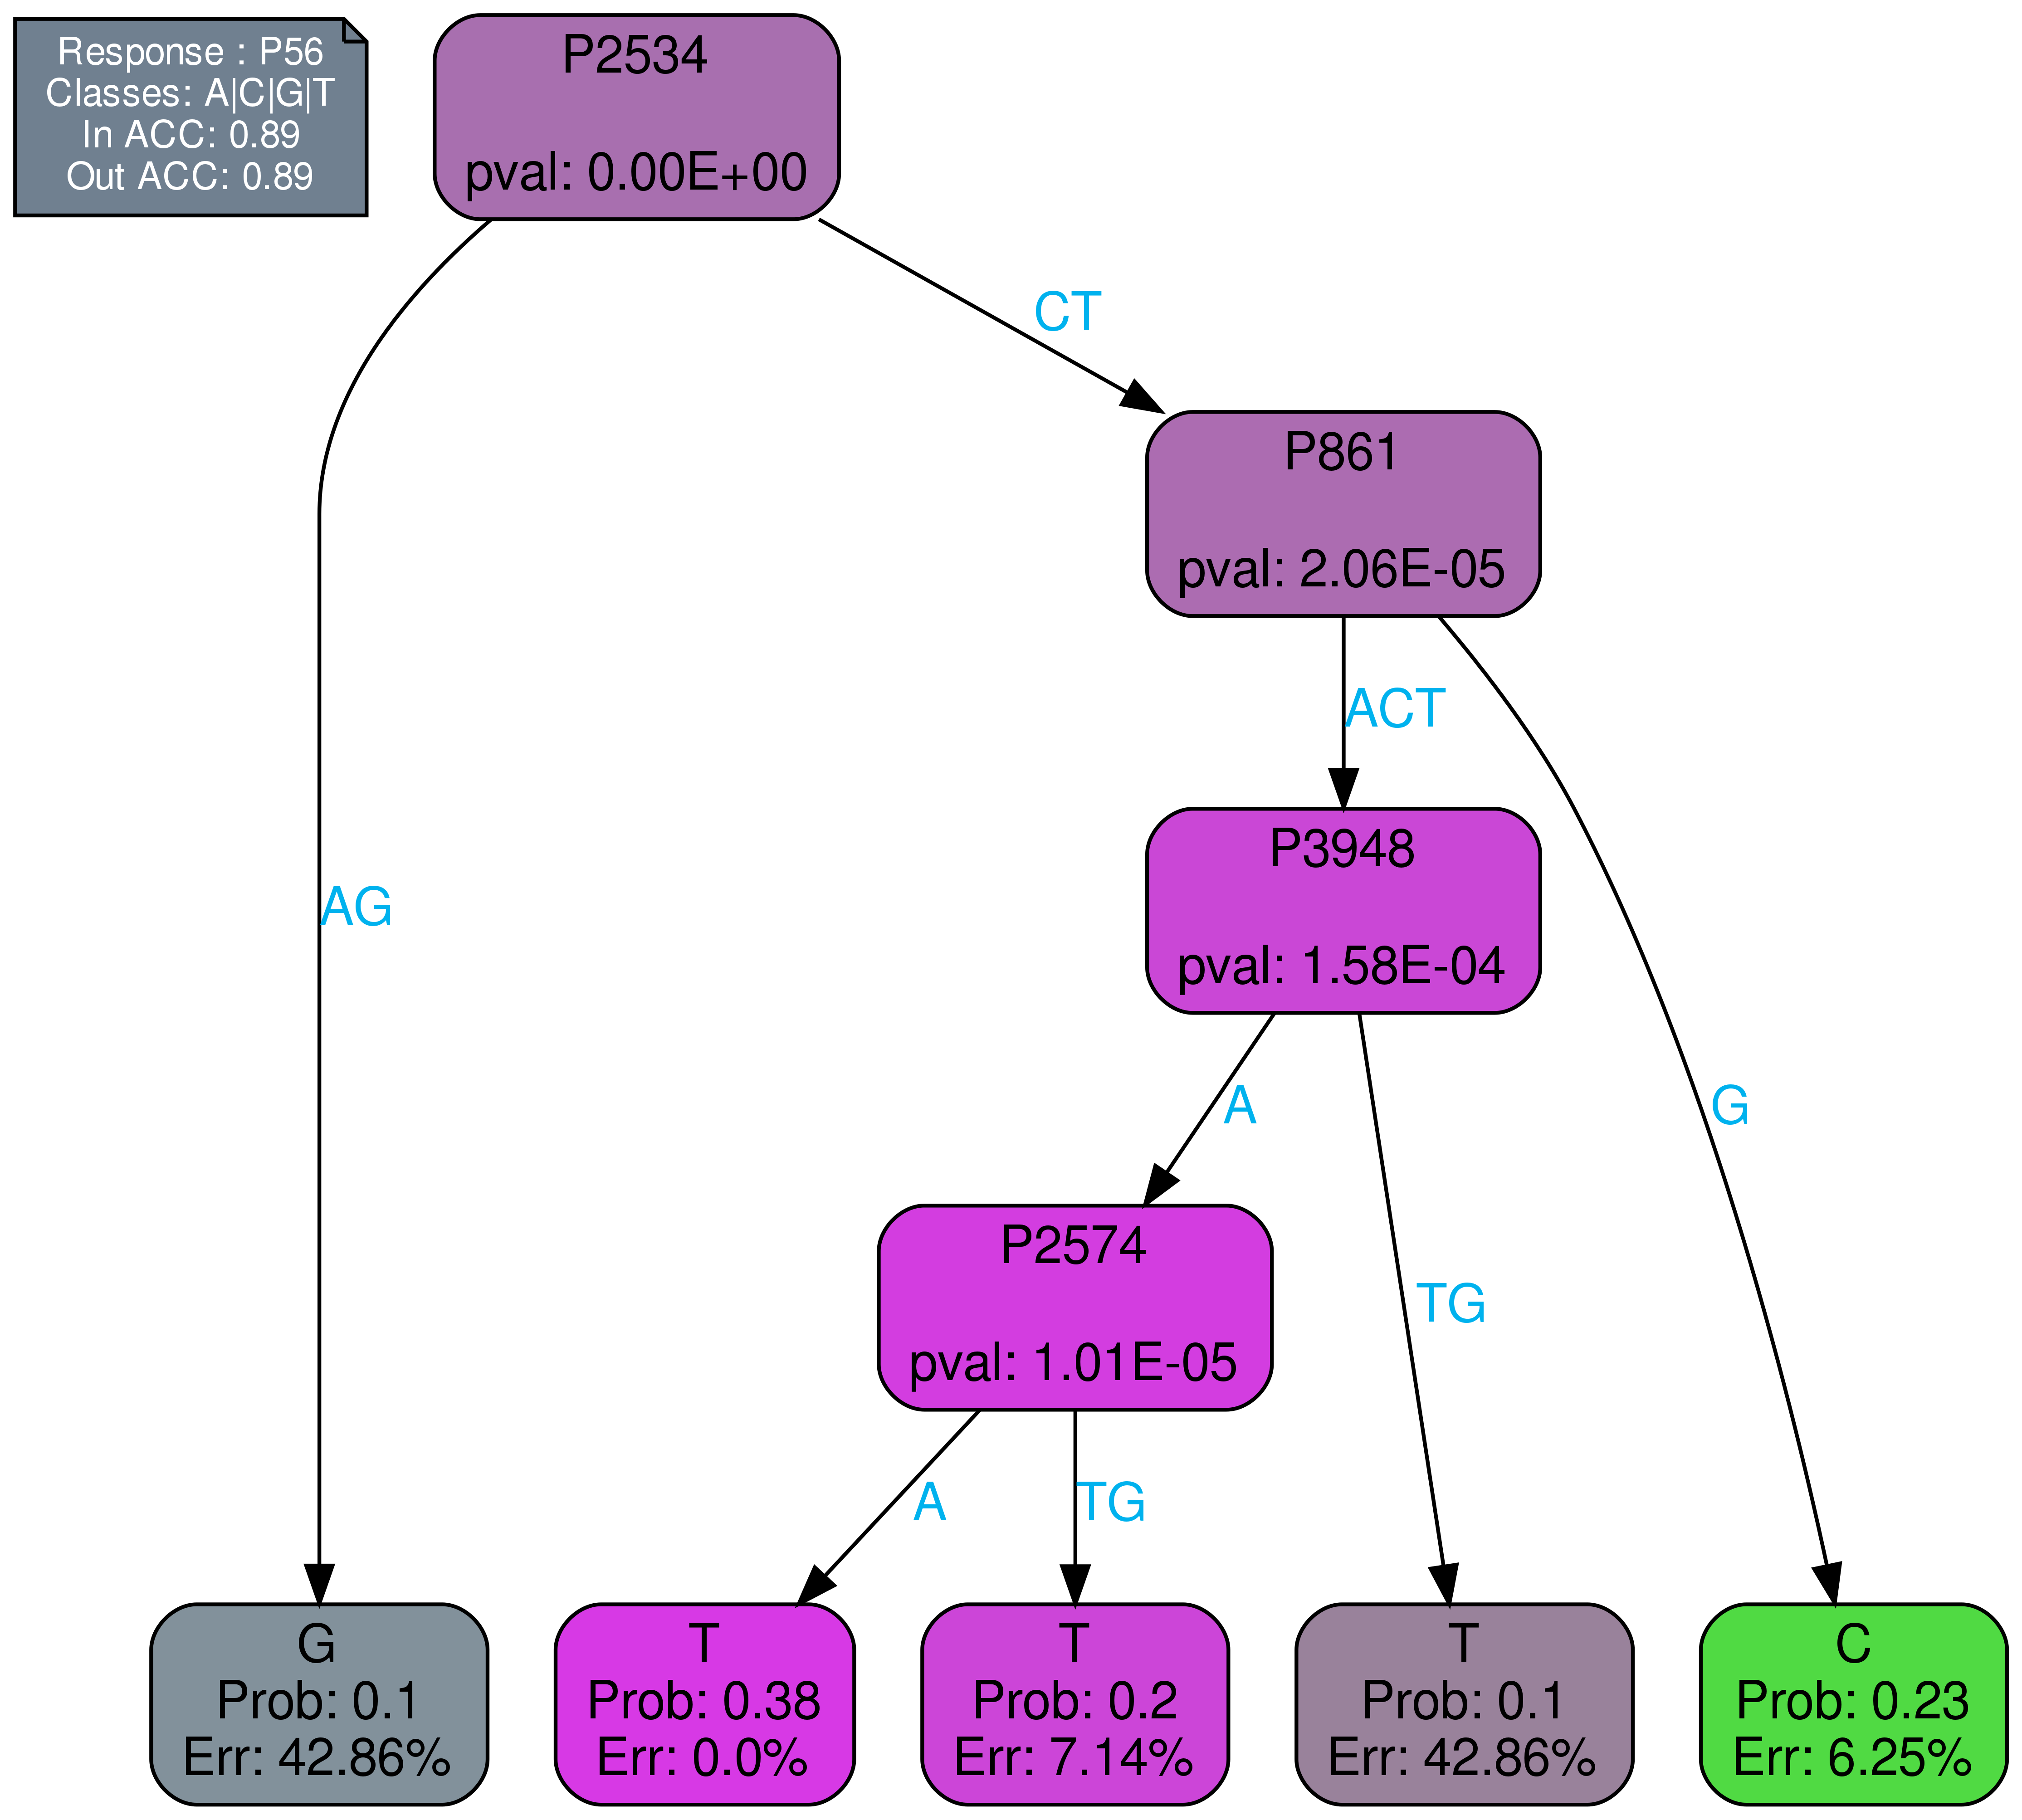 Response : P56
Classes: A|C|G|T
In ACC: 0.89
Out ACC: 0.89
P2534
pval: 0.00E+00
CT
P861
pval: 2.06E-05
ACT
AG
P3948
pval: 1.58E-04
A
G
P2574
pval: 1.01E-05
TG
A
TG
G
Prob: 0.1
Err: 42.86%
T
Prob: 0.38
Err: 0.0%
T
Prob: 0.2
Err: 7.14%
T
Prob: 0.1
Err: 42.86%
C
Prob: 0.23
Err: 6.25%